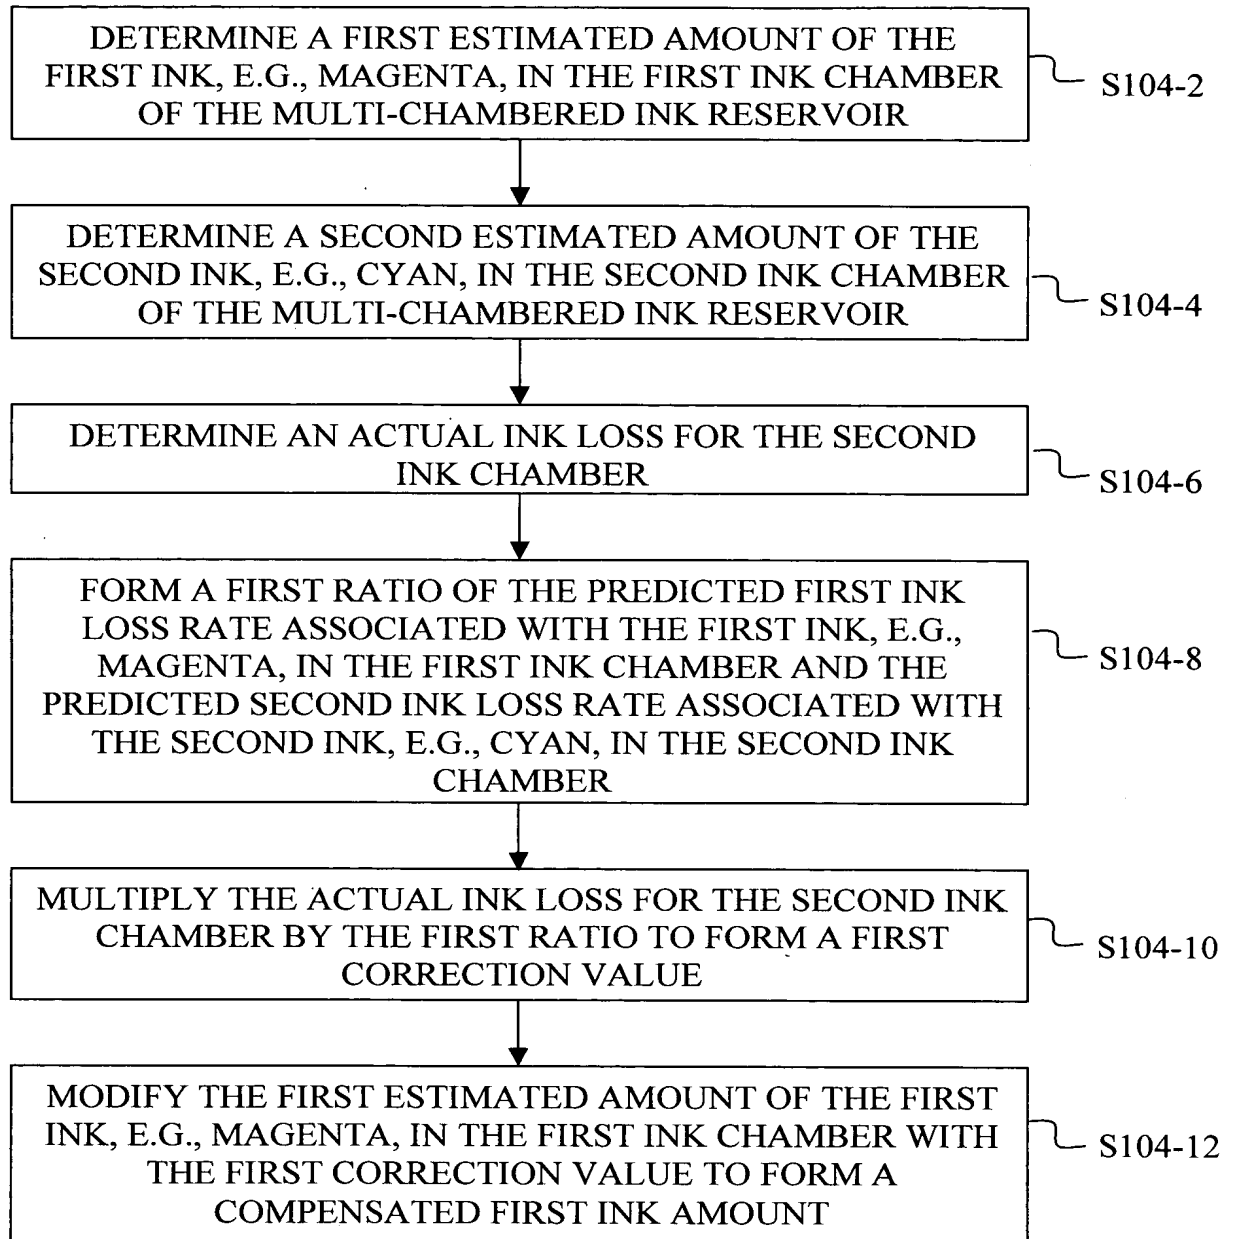 DETERMINE A FIRST ESTIMATED AMOUNT OF THE
FIRST INK, E.G., MAGENTA, IN THE FIRST INK CHAMBER
OF THE MULTI-CHAMBERED INK RESERVOIR
S104-2
DETERMINE A SECOND ESTIMATED AMOUNT OF THE
SECOND INK, E.G., CYAN, IN THE SECOND INK CHAMBER
OF THE MULTI-CHAMBERED INK RESERVOIR
S104-4
DETERMINE AN ACTUAL INK LOSS FOR THE SECOND
INK CHAMBER
S104-6
FORM A FIRST RATIO OF THE PREDICTED FIRST INK
LOSS RATE ASSOCIATED WITH THE FIRST INK, E.G.,
MAGENTA, IN THE FIRST INK CHAMBER AND THE
PREDICTED SECOND INK LOSS RATE ASSOCIATED WITH
THE SECOND INK, E.G., CYAN, IN THE SECOND INK
CHAMBER
S104-8
MULTIPLY THE ACTUAL INK LOSS FOR THE SECOND INK
CHAMBER BY THE FIRST RATIO TO FORM A FIRST
CORRECTION VALUE
S104-10
MODIFY THE FIRST ESTIMATED AMOUNT OF THE FIRST
INK, E.G., MAGENTA, IN THE FIRST INK CHAMBER WITH
THE FIRST CORRECTION VALUE TO FORM A
COMPENSATED FIRST INK AMOUNT
S104-12